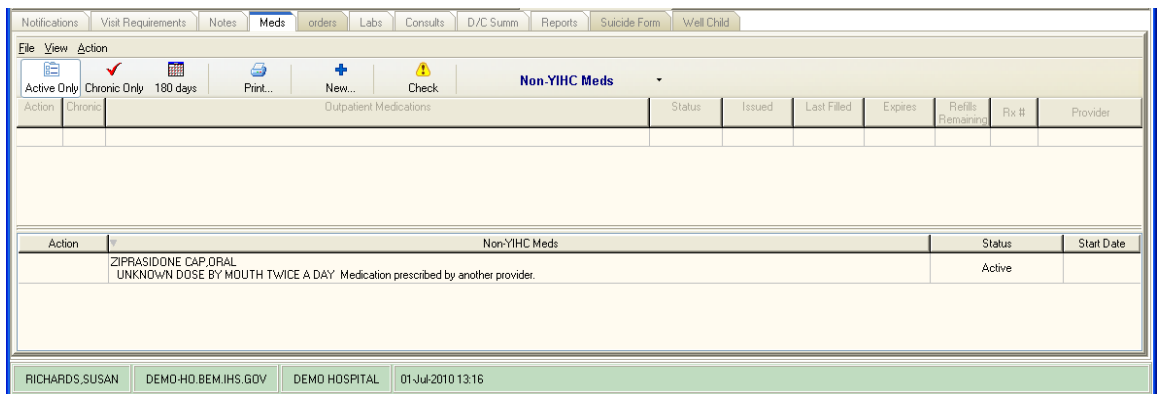 Notifications Visit Requirements Notes Meds orders Labs Consults D/C Summ Reports Suicide Form Well Child
File View Action
Active Only Chronic Only 180 days Print... New... Check Non-YIHC Meds
Action Chronic Outpatient Medications Status Issued Last Filled Expires Refills Remaining Rx # Provider
Action Non-YIHC Meds Status Start Date
ZIPRASIDONE CAP,ORAL
UNKNOWN DOSE BY MOUTH TWICE A DAY Medication prescribed by another provider. Active
RICHARDS,SUSAN DEMO-HO.BEM.IHS.GOV DEMO HOSPITAL 01-Jul-2010 13:16